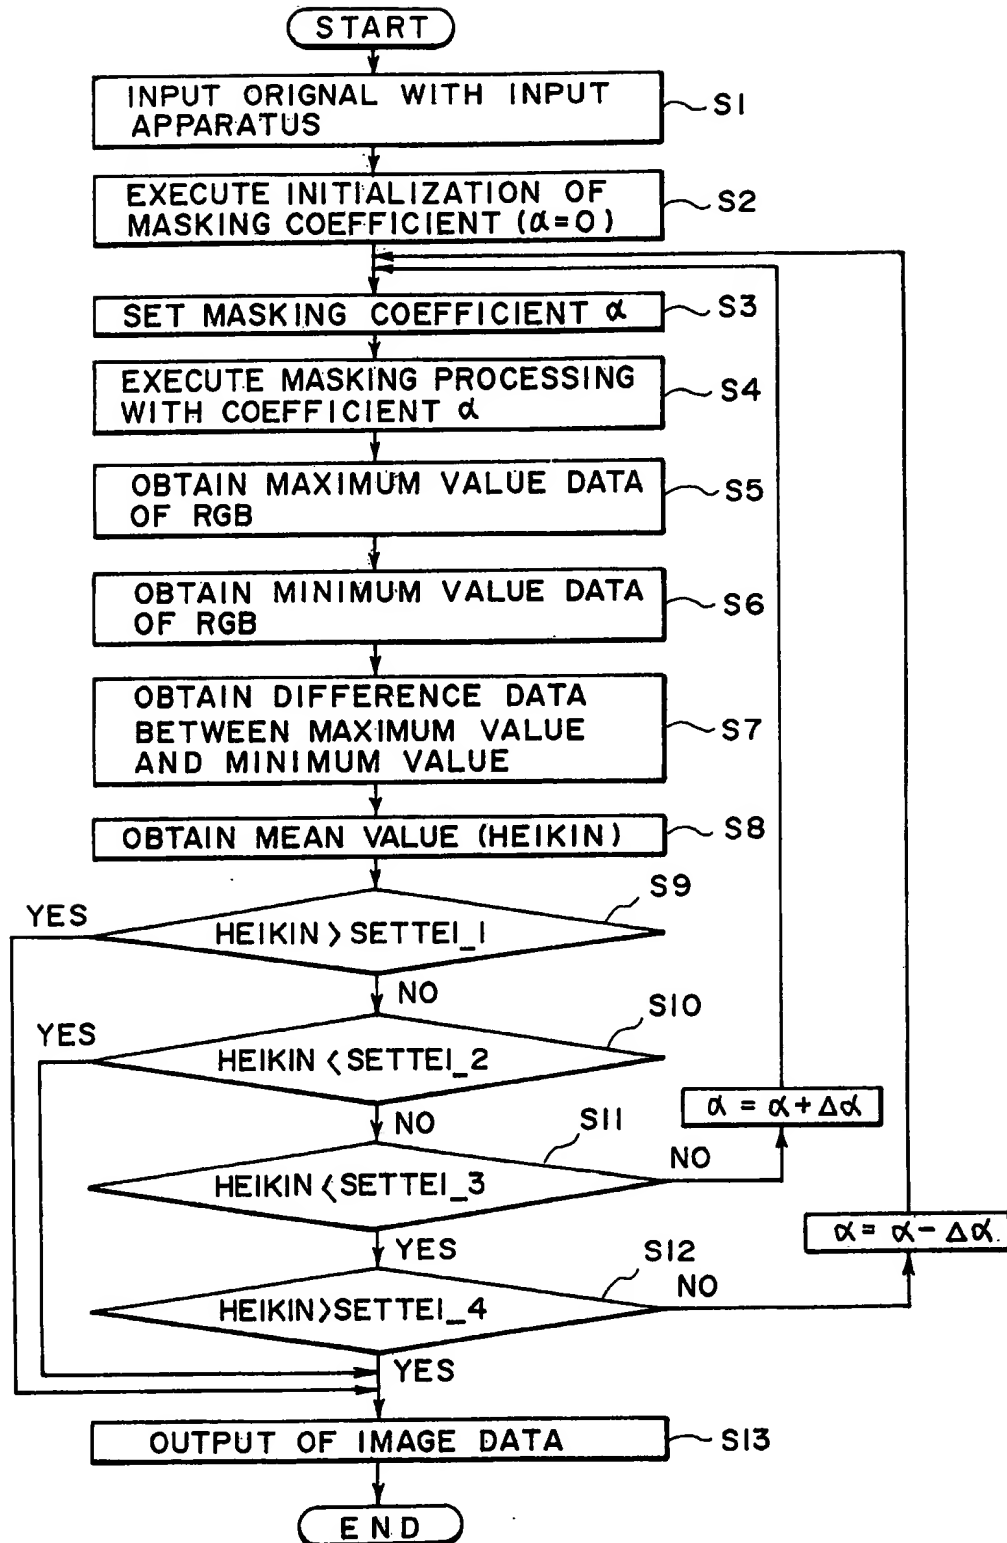 START
INPUT ORIGNAL WITH INPUT
APPARATUS
S1
EXECUTE INITIALIZATION OF
MASKING COEFFICIENT (α=0)
S2
SET MASKING COEFFICIENT α
S3
EXECUTE MASKING PROCESSING
WITH COEFFICIENT α
S4
OBTAIN MAXIMUM VALUE DATA
OF RGB
S5
OBTAIN MINIMUM VALUE DATA
OF RGB
S6
OBTAIN DIFFERENCE DATA
BETWEEN MAXIMUM VALUE
AND MINIMUM VALUE
S7
OBTAIN MEAN VALUE (HEIKIN)
S8
S9
YES
HEIKIN > SETTEI_1
NO
S10
YES
HEIKIN < SETTEI_2
α = α + Δα
NO
S11
NO
HEIKIN < SETTEI_3
α = α - Δα
YES
S12
NO
HEIKIN > SETTEI_4
YES
OUTPUT OF IMAGE DATA
S13
END